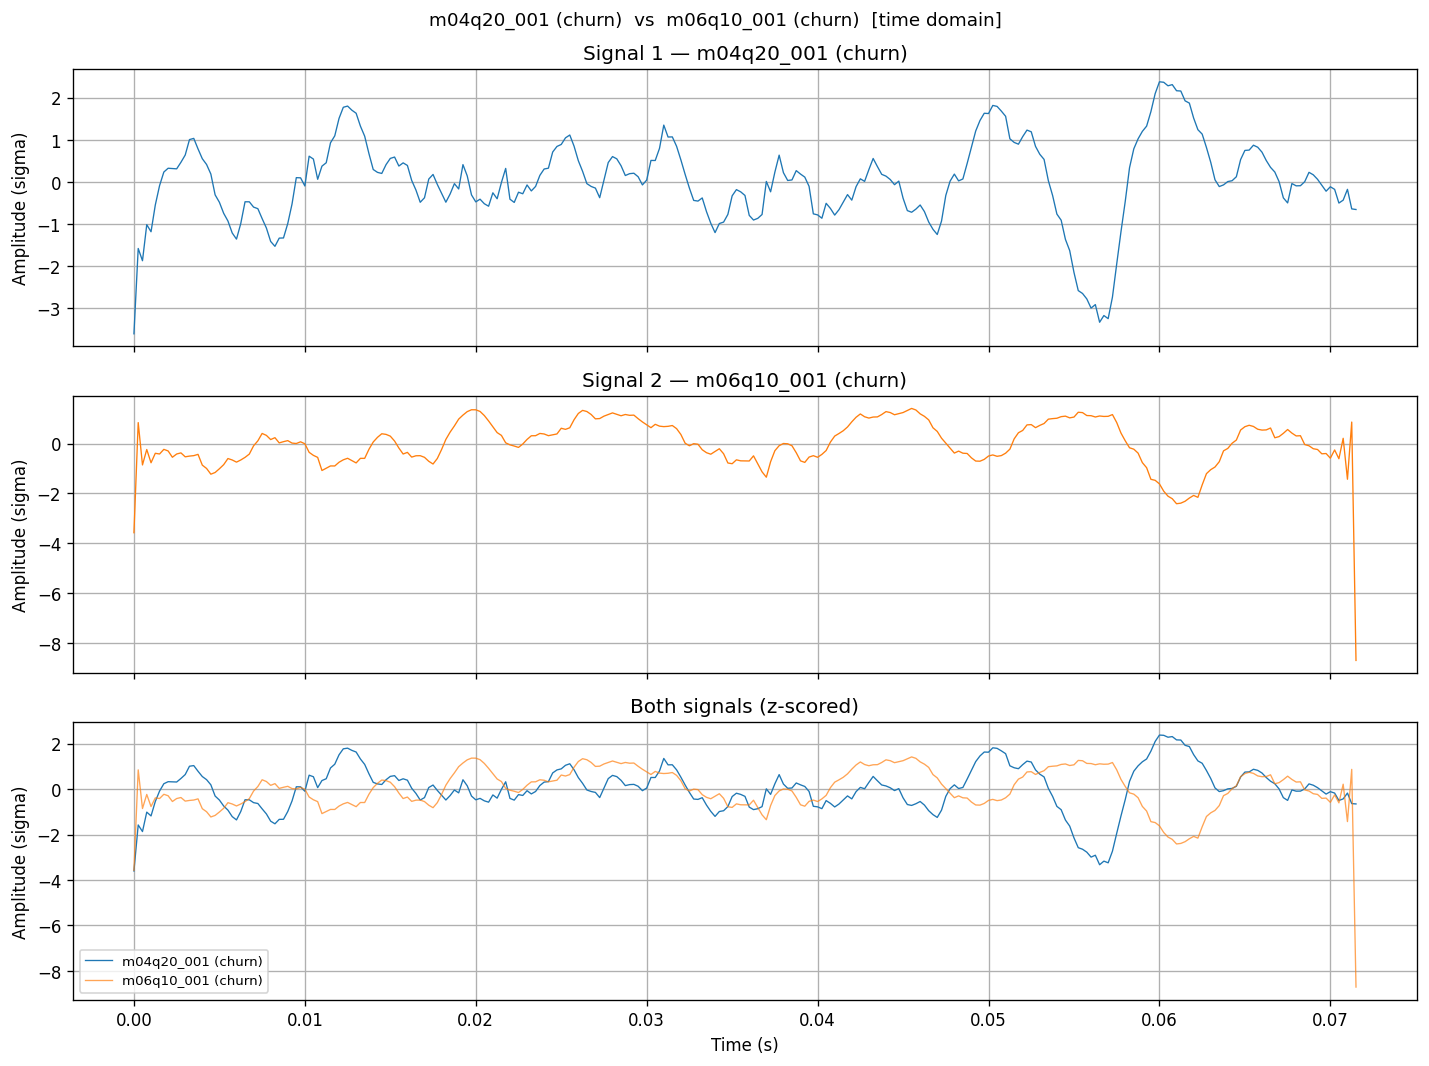 m04q20_001 (churn)  vs  m06q10_001 (churn)  [time domain]
Signal 1 — m04q20_001 (churn)
Amplitude (sigma)
2
1
0
−1
−2
−3
Signal 2 — m06q10_001 (churn)
Amplitude (sigma)
0
−2
−4
−6
−8
Both signals (z-scored)
Amplitude (sigma)
2
0
−2
−4
−6
−8
m04q20_001 (churn)
m06q10_001 (churn)
0.00 0.01 0.02 0.03 0.04 0.05 0.06 0.07
Time (s)